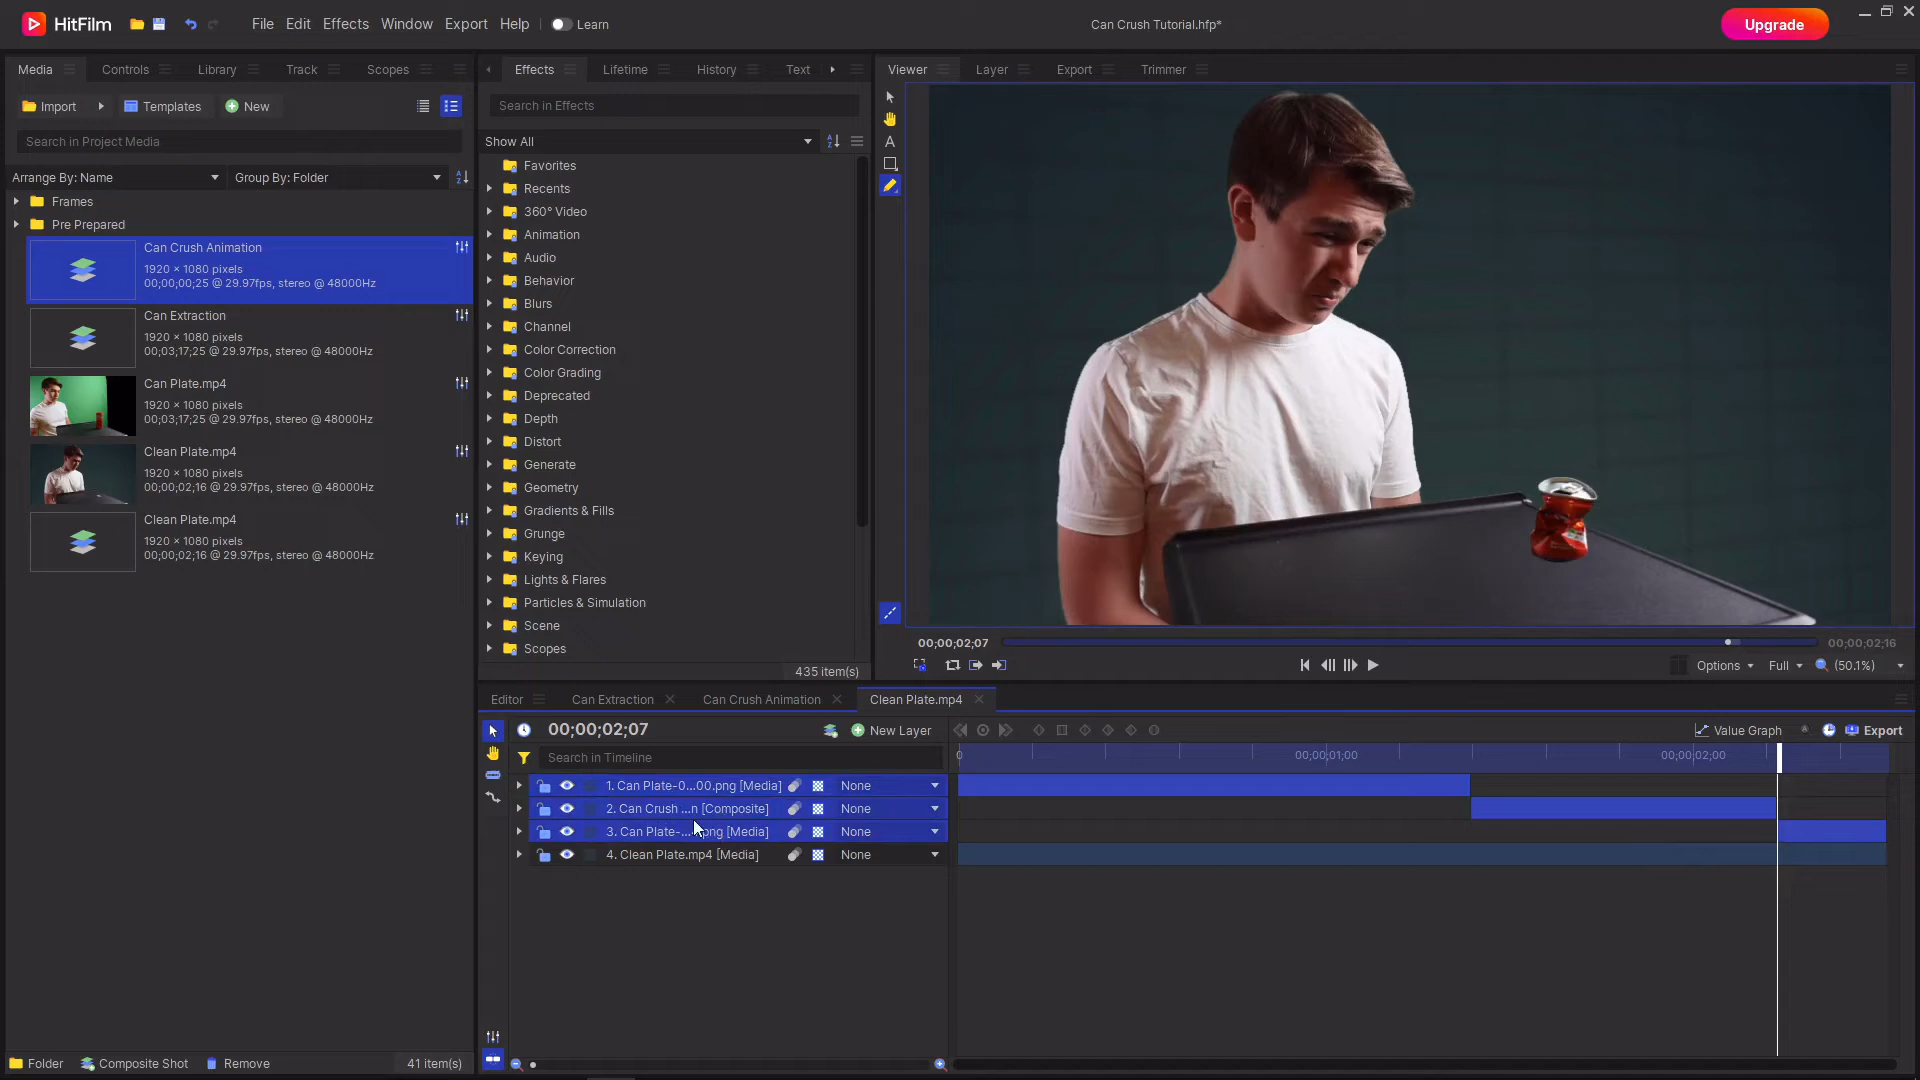 HitFilm File Edit Effects Window Export Help Learn Can Crush Tutorial.hfp* Upgrade
Media Controls Library Track Scopes
Import Templates New
Search in Project Media
Arrange By: Name Group By: Folder
Frames
Pre Prepared
Can Crush Animation
1920 × 1080 pixels
00;00;00;25 @ 29.97fps, stereo @ 48000Hz
Can Extraction
1920 × 1080 pixels
00;03;17;25 @ 29.97fps, stereo @ 48000Hz
Can Plate.mp4
1920 × 1080 pixels
00;03;17;25 @ 29.97fps, stereo @ 48000Hz
Clean Plate.mp4
1920 × 1080 pixels
00;00;02;16 @ 29.97fps, stereo @ 48000Hz
Clean Plate.mp4
1920 × 1080 pixels
00;00;02;16 @ 29.97fps, stereo @ 48000Hz
Folder Composite Shot Remove 41 item(s)
Effects Lifetime History Text
Search in Effects
Show All
Favorites
Recents
360° Video
Animation
Audio
Behavior
Blurs
Channel
Color Correction
Color Grading
Deprecated
Depth
Distort
Generate
Geometry
Gradients & Fills
Grunge
Keying
Lights & Flares
Particles & Simulation
Scene
Scopes
435 item(s)
Viewer Layer Export Trimmer
A
00;00;02;07 00;00;02;16
Options Full (50.1%)
Editor Can Extraction Can Crush Animation Clean Plate.mp4
00;00;02;07 New Layer Value Graph Export
Search in Timeline
0 00;00;01;00 00;00;02;00
1. Can Plate-0...00.png [Media] None
2. Can Crush ...n [Composite] None
3. Can Plate-... .png [Media] None
4. Clean Plate.mp4 [Media] None